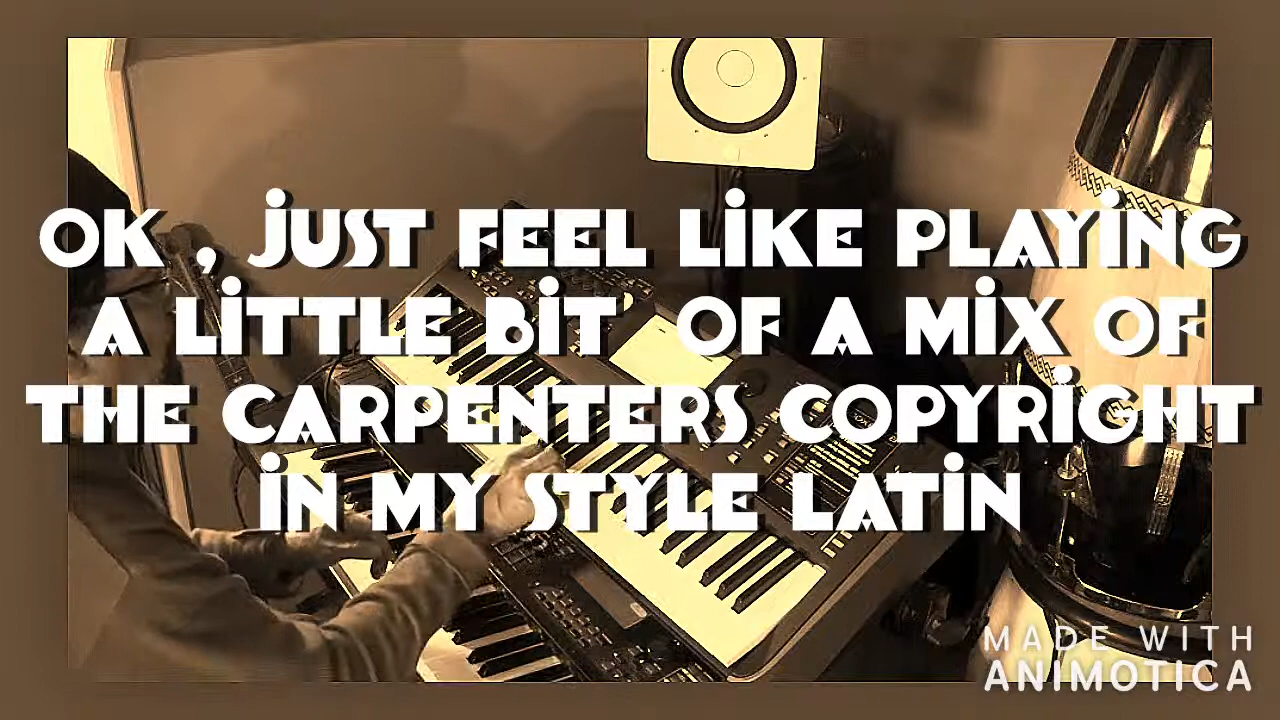 OK , JUST FEEL LIKE PLAYING
A LITTLE BIT OF A MIX OF
THE CARPENTERS COPYRIGHT
IN MY STYLE LATIN
MADE WITH
ANIMOTICA